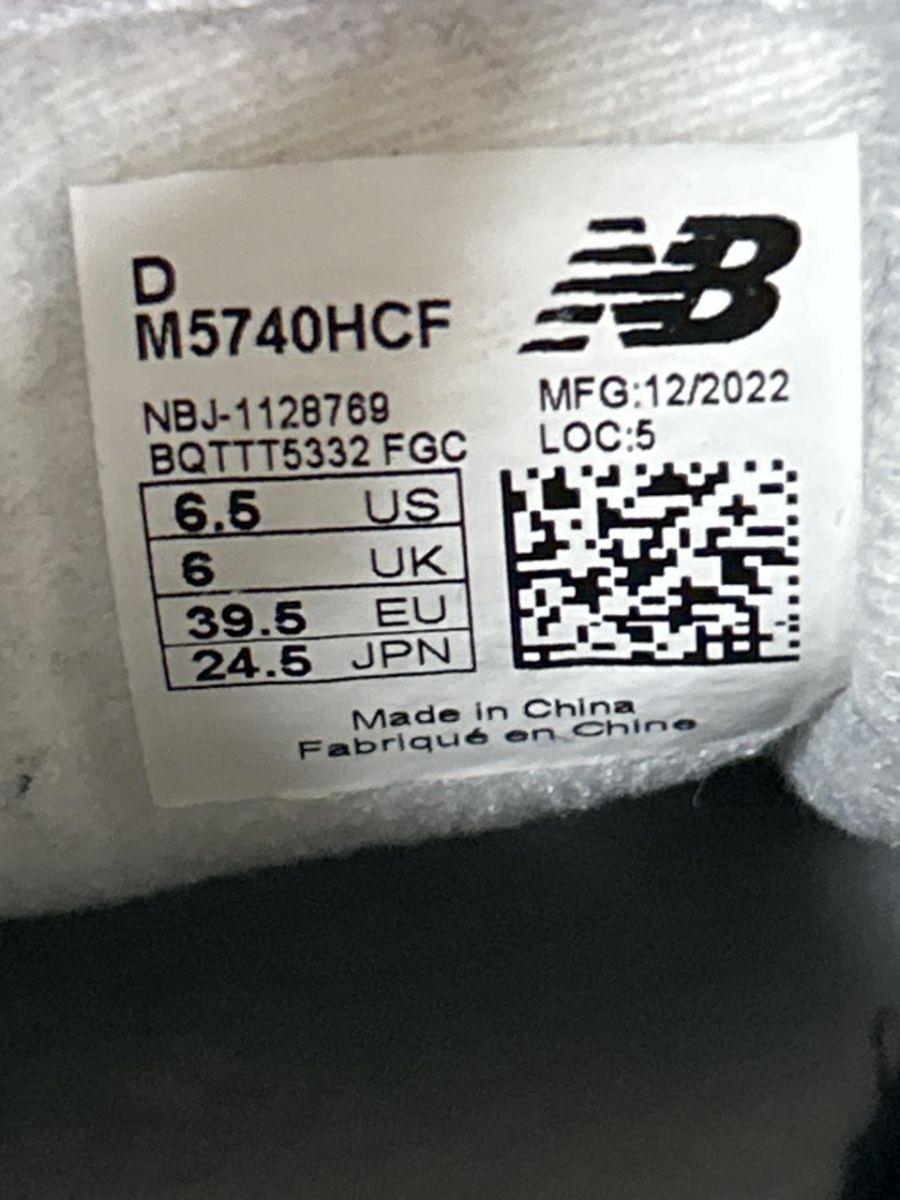 D
M5740HCF
NB
NBJ-1128769
BQTTT5332 FGC
MFG:12/2022
LOC:5
6.5 US
6 UK
39.5 EU
24.5 JPN
Made in China
Fabriqué en Chine